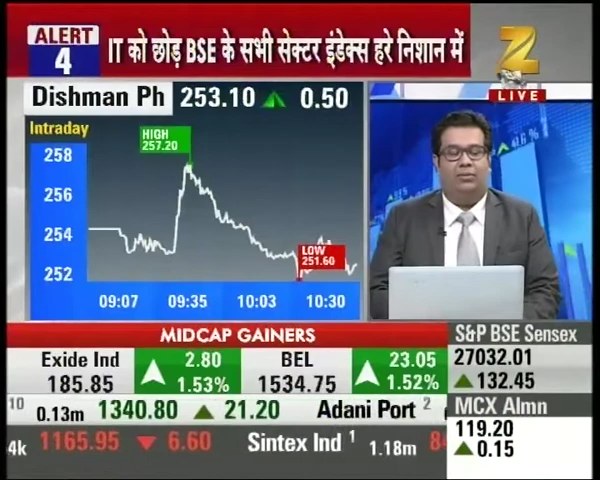 ALERT
4
IT को छोड़ BSE के सभी सेक्टर इंडेक्स हरे निशान में
Z
LIVE
Dishman Ph 253.10 ▲ 0.50
Intraday
HIGH
257.20
258
256
254
252
LOW
251.60
09:07 09:35 10:03 10:30
MIDCAP GAINERS
Exide Ind 2.80 BEL 23.05
185.85 1.53% 1534.75 1.52%
S&P BSE Sensex
27032.01
▲ 132.45
10 0.13m 1340.80 ▲ 21.20 Adani Port 2
MCX Almn
119.20
▲ 0.15
4k 1165.95 ▼ 6.60 Sintex Ind 1 1.18m